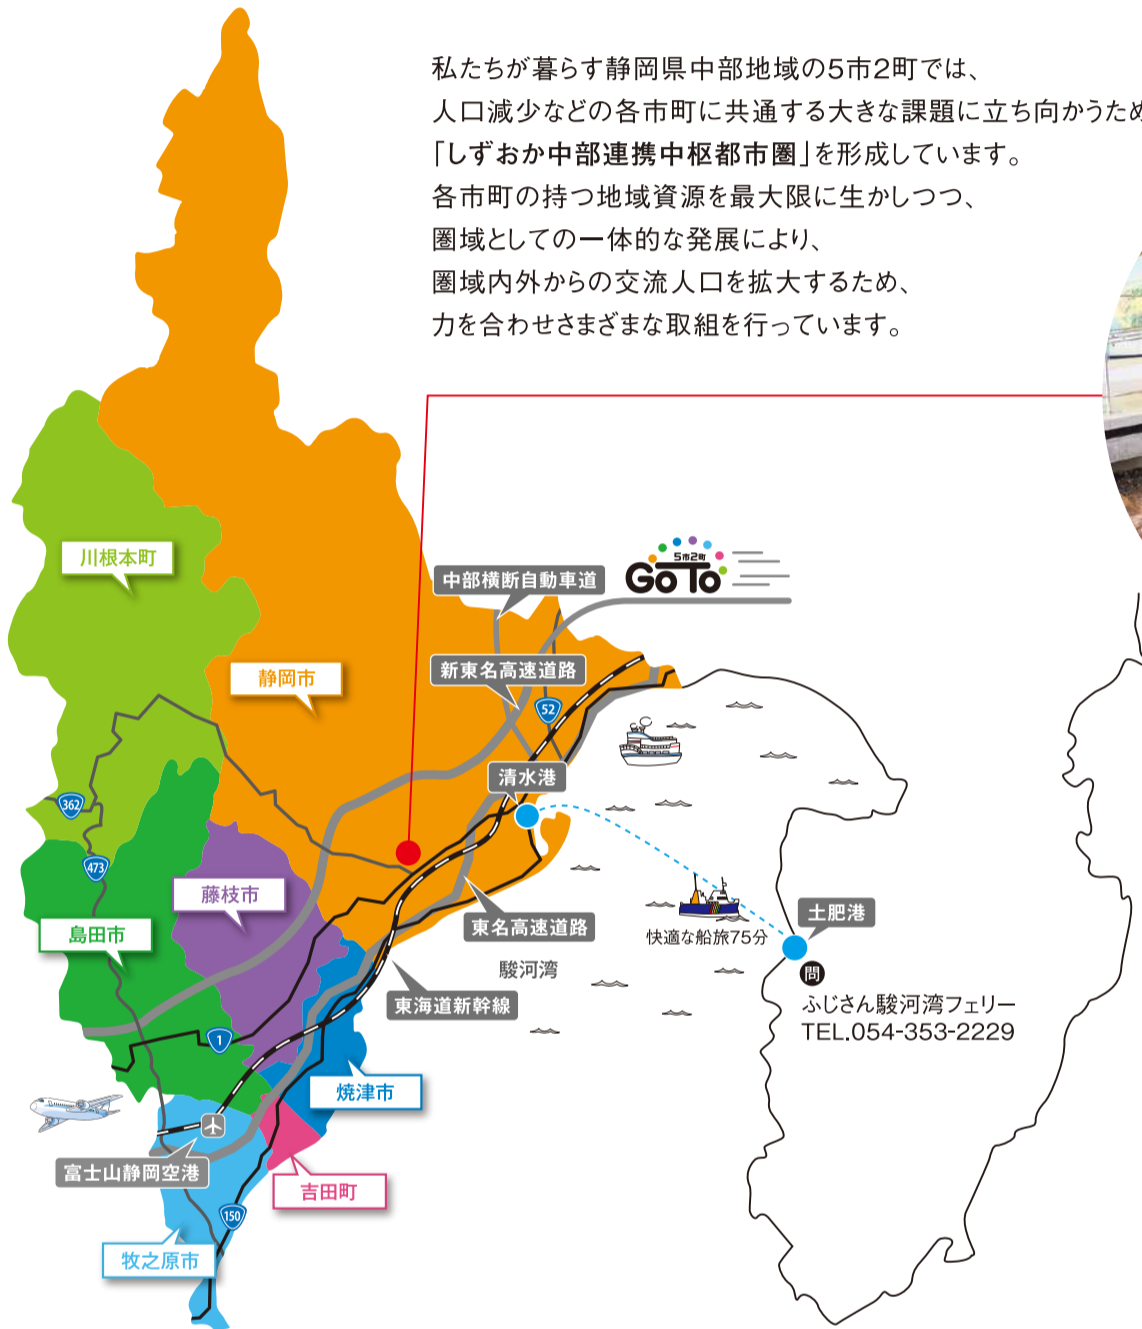 私たちが暮らす静岡県中部地域の5市2町では、
人口減少などの各市町に共通する大きな課題に立ち向かうため
「しずおか中部連携中枢都市圏」を形成しています。
各市町の持つ地域資源を最大限に生かしつつ、
圏域としての一体的な発展により、
圏域内外からの交流人口を拡大するため、
力を合わせさまざまな取組を行っています。
川根本町
中部横断自動車道
5市2町
GoTo
静岡市
新東名高速道路
52
清水港
362
473
藤枝市
島田市
東名高速道路
快適な船旅75分
土肥港
駿河湾
問
ふじさん駿河湾フェリー
TEL.054-353-2229
東海道新幹線
1
焼津市
富士山静岡空港
吉田町
150
牧之原市